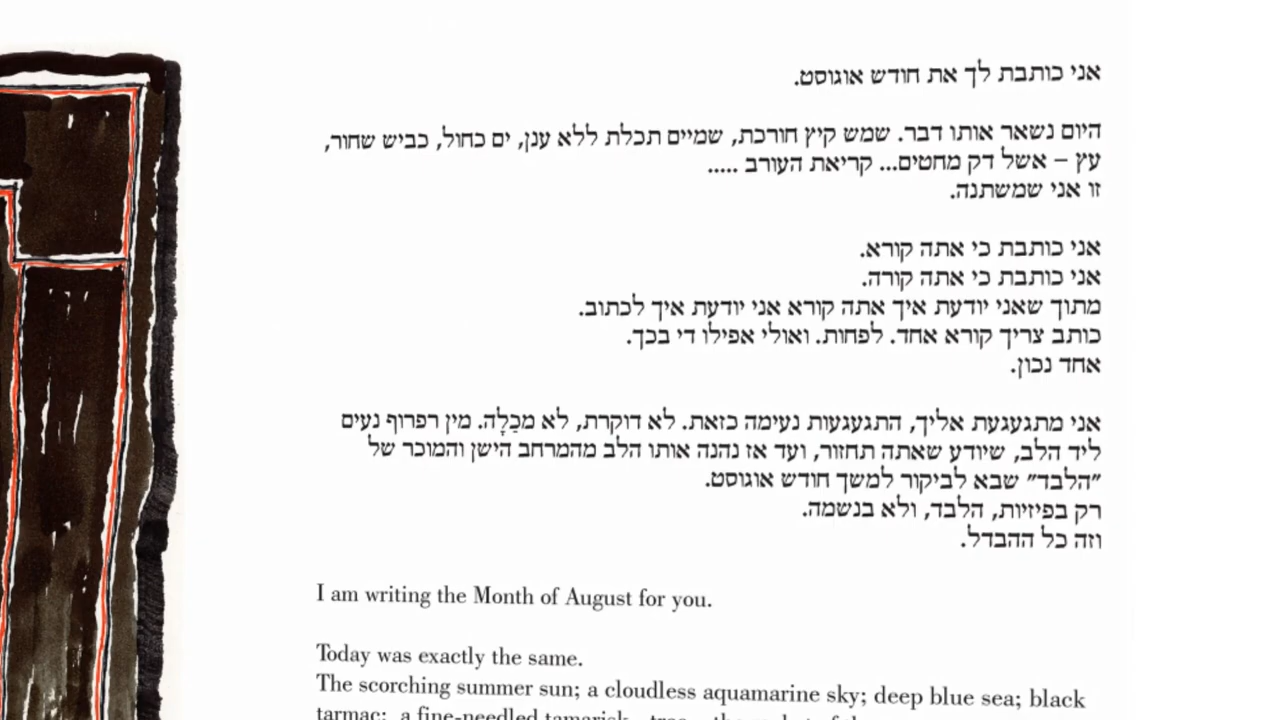 אני כותבת לך את חודש אוגוסט.
היום נשאר אותו דבר. שמש קיץ חורכת, שמיים תכלת ללא ענן, ים כחול, כביש שחור,
עץ – אשל דק מחטים... קריאת העורב .....
זו אני שמשתנה.
אני כותבת כי אתה קורא.
אני כותבת כי אתה קורה.
מתוך שאני יודעת איך אתה קורא אני יודעת איך לכתוב.
כותב צריך קורא אחד. לפחות. ואולי אפילו די בכך.
אחד נכון.
אני מתגעגעת אליך, התגעגעות נעימה כזאת. לא דוקרת, לא מכַלָה. מין רפרוף נעים
ליד הלב, שיודע שאתה תחזור, ועד אז נהנה אותו הלב מהמרחב הישן והמוכר של
"הלבד" שבא לביקור למשך חודש אוגוסט.
רק בפיזיות, הלבד, ולא בנשמה.
וזה כל ההבדל.
I am writing the Month of August for you.
Today was exactly the same.
The scorching summer sun; a cloudless aquamarine sky; deep blue sea; black
tarmac; a fine-needled tamarisk